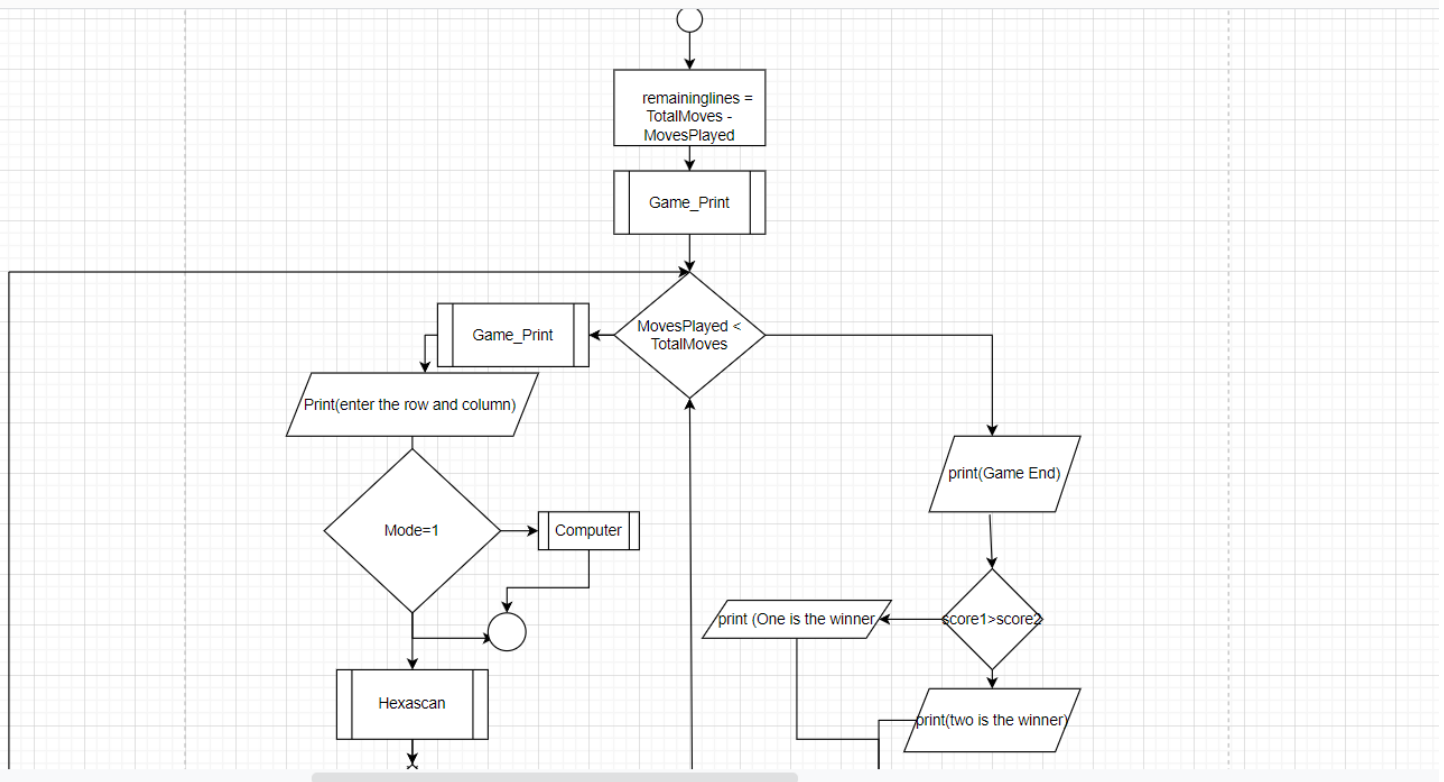 remaininglines =
TotalMoves -
MovesPlayed
Game_Print
MovesPlayed <
TotalMoves
Game_Print
Print(enter the row and column)
Mode=1
Computer
Hexascan
print(Game End)
score1>score2
print (One is the winner
print(two is the winner)